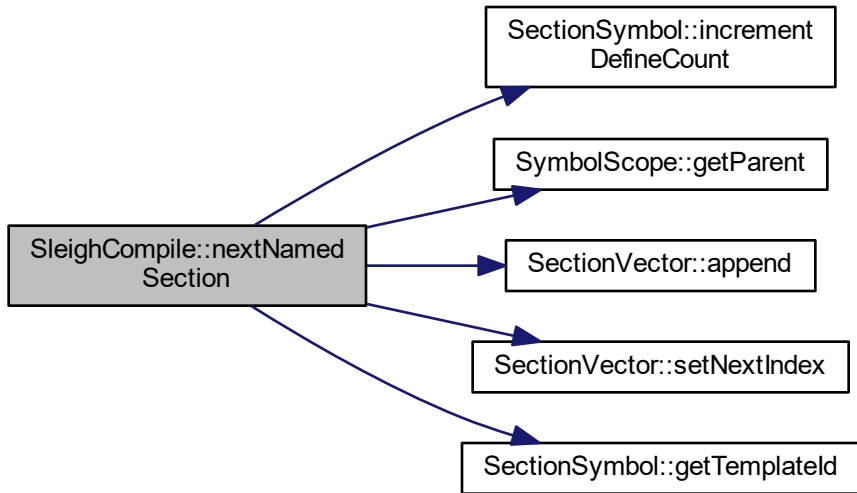 SectionSymbol::increment
DefineCount
SymbolScope::getParent
SleighCompile::nextNamed
Section
SectionVector::append
SectionVector::setNextIndex
SectionSymbol::getTemplateId